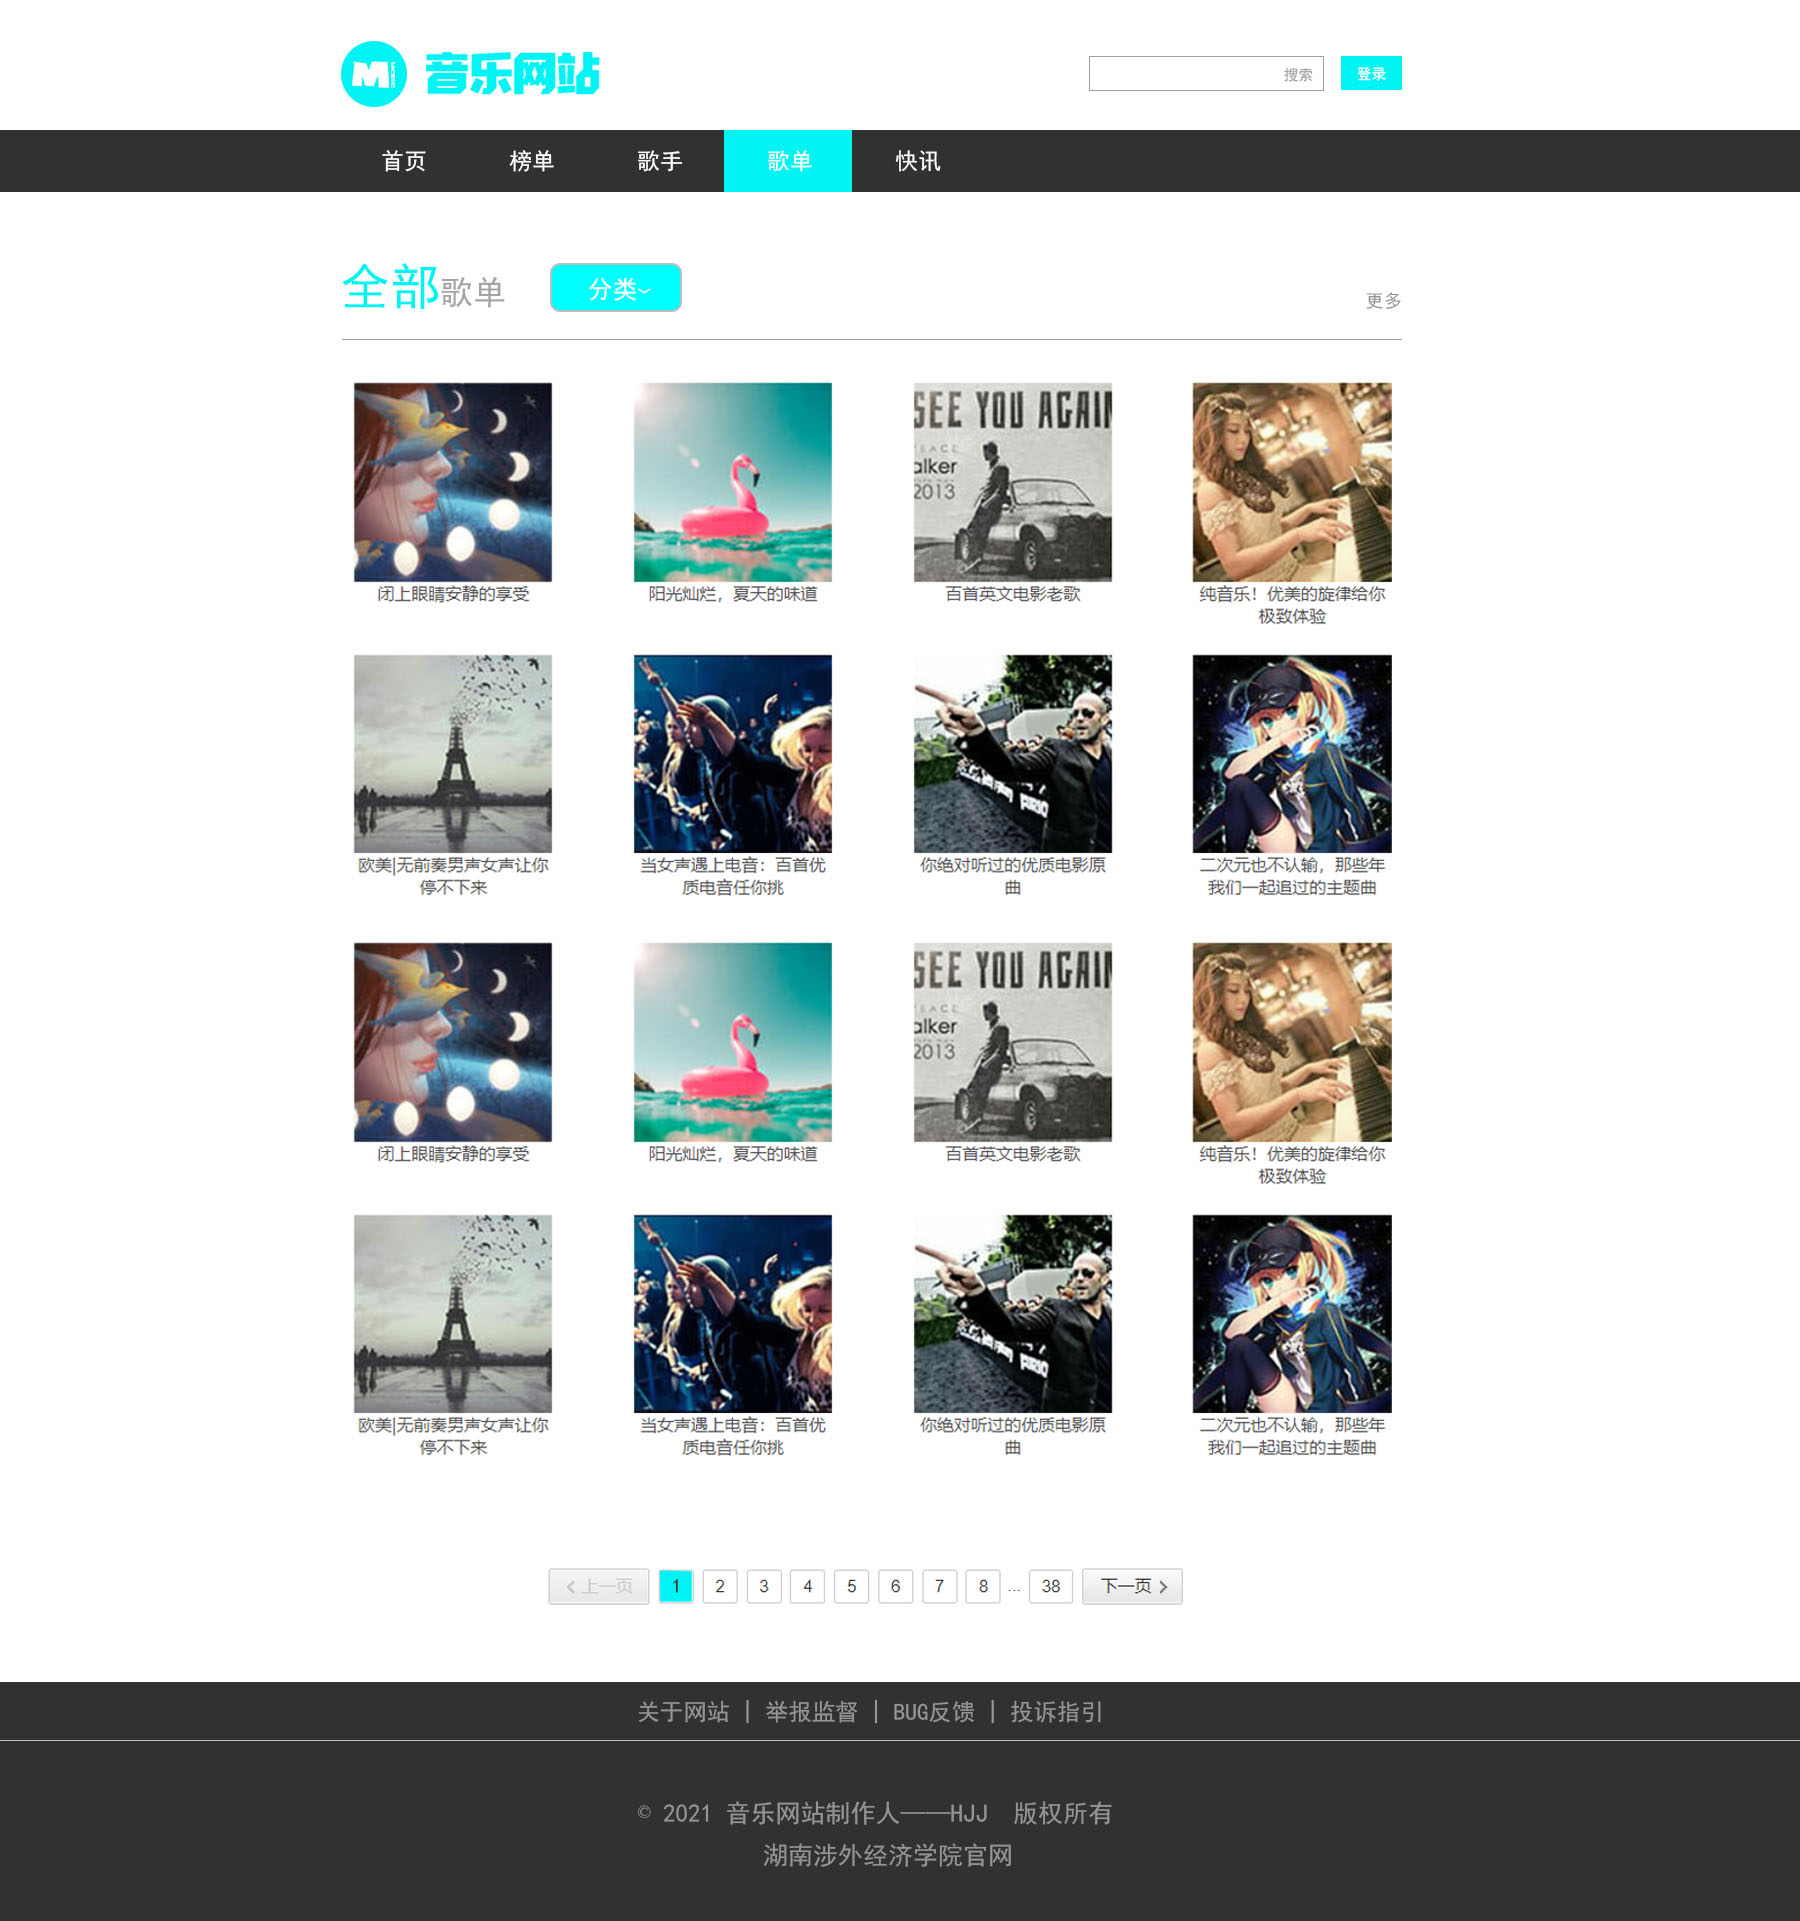 M
音乐网站
搜索
登录
首页
榜单
歌手
歌单
快讯
全部歌单
分类
更多
SEE YOU AGAIN
PEACE
alker
2013
闭上眼睛安静的享受
阳光灿烂，夏天的味道
百首英文电影老歌
纯音乐！优美的旋律给你
极致体验
欧美|无前奏男声女声让你
停不下来
当女声遇上电音：百首优
质电音任你挑
你绝对听过的优质电影原
曲
二次元也不认输，那些年
我们一起追过的主题曲
SEE YOU AGAIN
PEACE
alker
2013
闭上眼睛安静的享受
阳光灿烂，夏天的味道
百首英文电影老歌
纯音乐！优美的旋律给你
极致体验
欧美|无前奏男声女声让你
停不下来
当女声遇上电音：百首优
质电音任你挑
你绝对听过的优质电影原
曲
二次元也不认输，那些年
我们一起追过的主题曲
上一页 1 2 3 4 5 6 7 8 ... 38 下一页
关于网站 | 举报监督 | BUG反馈 | 投诉指引
© 2021 音乐网站制作人——HJJ 版权所有
湖南涉外经济学院官网